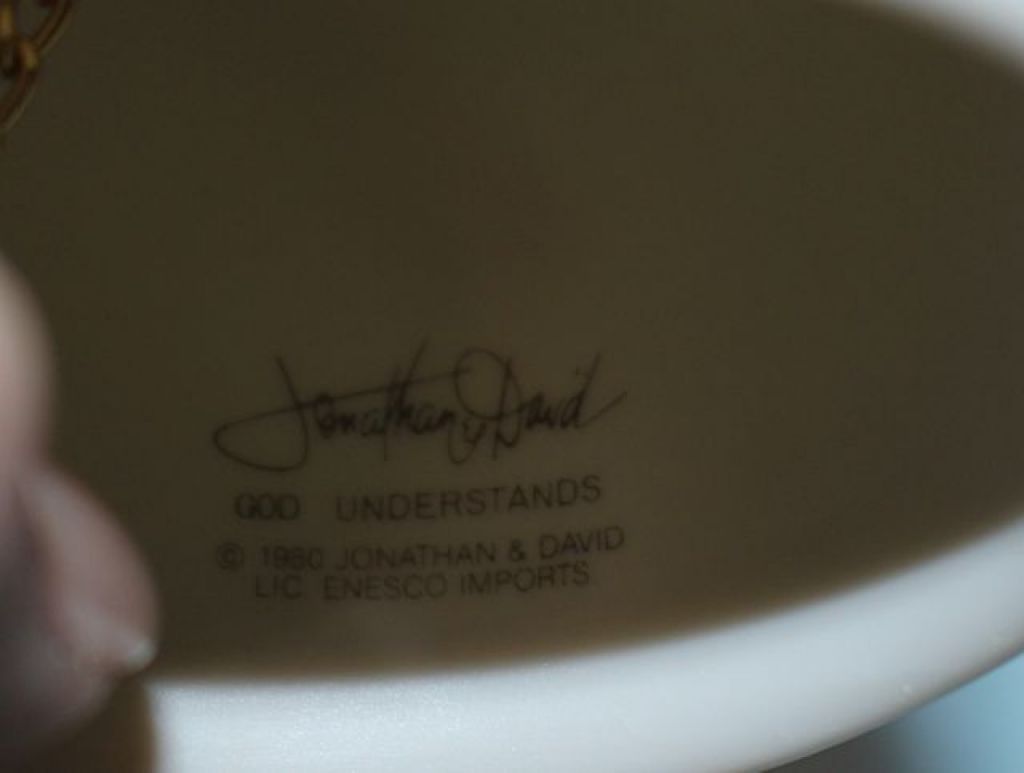 Jonathan & David
GOD UNDERSTANDS
© 1980 JONATHAN & DAVID
LIC ENESCO IMPORTS